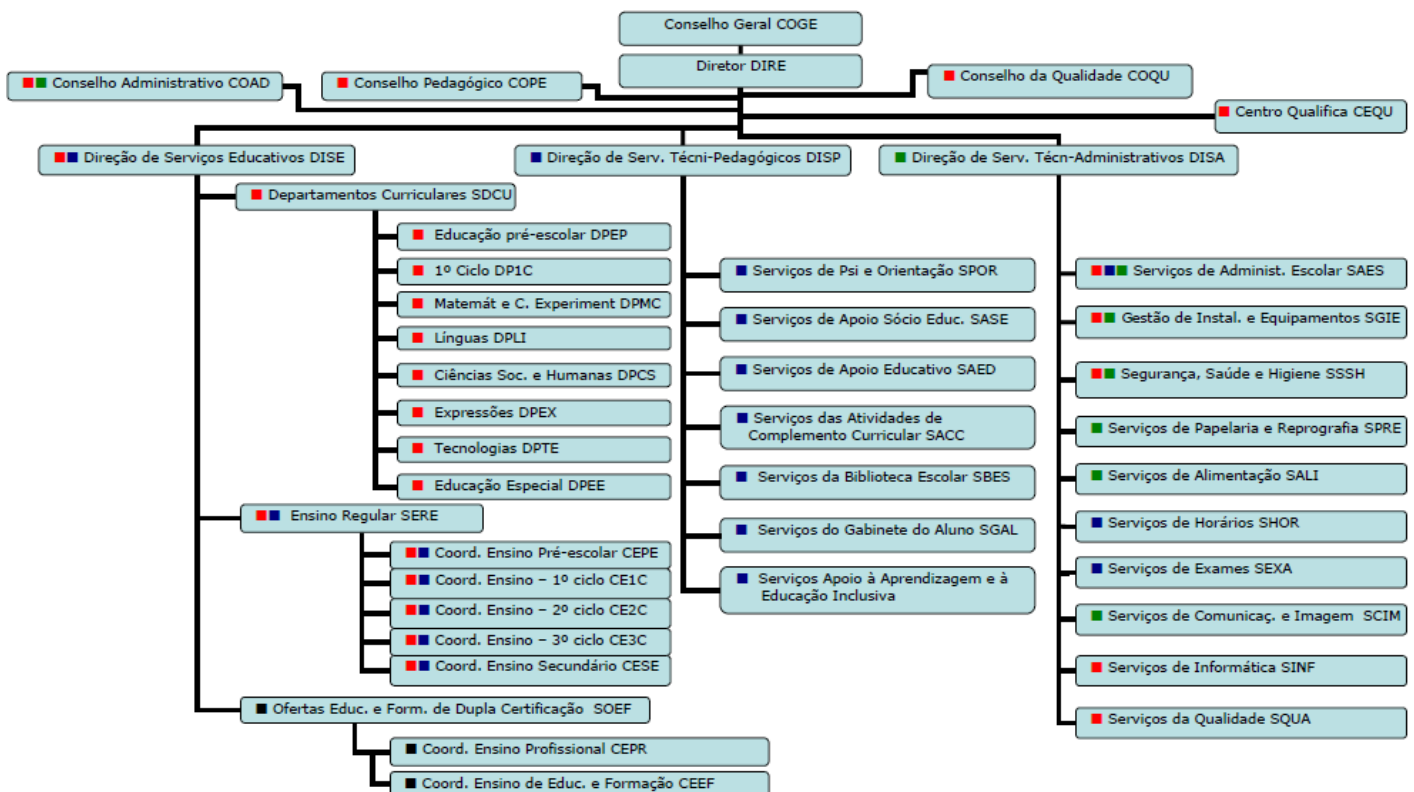 Conselho Geral COGE
Diretor DIRE
Conselho Administrativo COAD
Conselho Pedagógico COPE
Conselho da Qualidade COQU
Centro Qualifica CEQU
Direção de Serviços Educativos DISE
Direção de Serv. Técni-Pedagógicos DISP
Direção de Serv. Técn-Administrativos DISA
Departamentos Curriculares SDCU
Educação pré-escolar DPEP
1º Ciclo DP1C
Matemát e C. Experiment DPMC
Línguas DPLI
Ciências Soc. e Humanas DPCS
Expressões DPEX
Tecnologias DPTE
Educação Especial DPEE
Ensino Regular SERE
Coord. Ensino Pré-escolar CEPE
Coord. Ensino – 1º ciclo CE1C
Coord. Ensino – 2º ciclo CE2C
Coord. Ensino – 3º ciclo CE3C
Coord. Ensino Secundário CESE
Ofertas Educ. e Form. de Dupla Certificação SOEF
Coord. Ensino Profissional CEPR
Coord. Ensino de Educ. e Formação CEEF
Serviços de Psi e Orientação SPOR
Serviços de Apoio Sócio Educ. SASE
Serviços de Apoio Educativo SAED
Serviços das Atividades de
Complemento Curricular SACC
Serviços da Biblioteca Escolar SBES
Serviços do Gabinete do Aluno SGAL
Serviços Apoio à Aprendizagem e à
Educação Inclusiva
Serviços de Administ. Escolar SAES
Gestão de Instal. e Equipamentos SGIE
Segurança, Saúde e Higiene SSSH
Serviços de Papelaria e Reprografia SPRE
Serviços de Alimentação SALI
Serviços de Horários SHOR
Serviços de Exames SEXA
Serviços de Comunicaç. e Imagem SCIM
Serviços de Informática SINF
Serviços da Qualidade SQUA